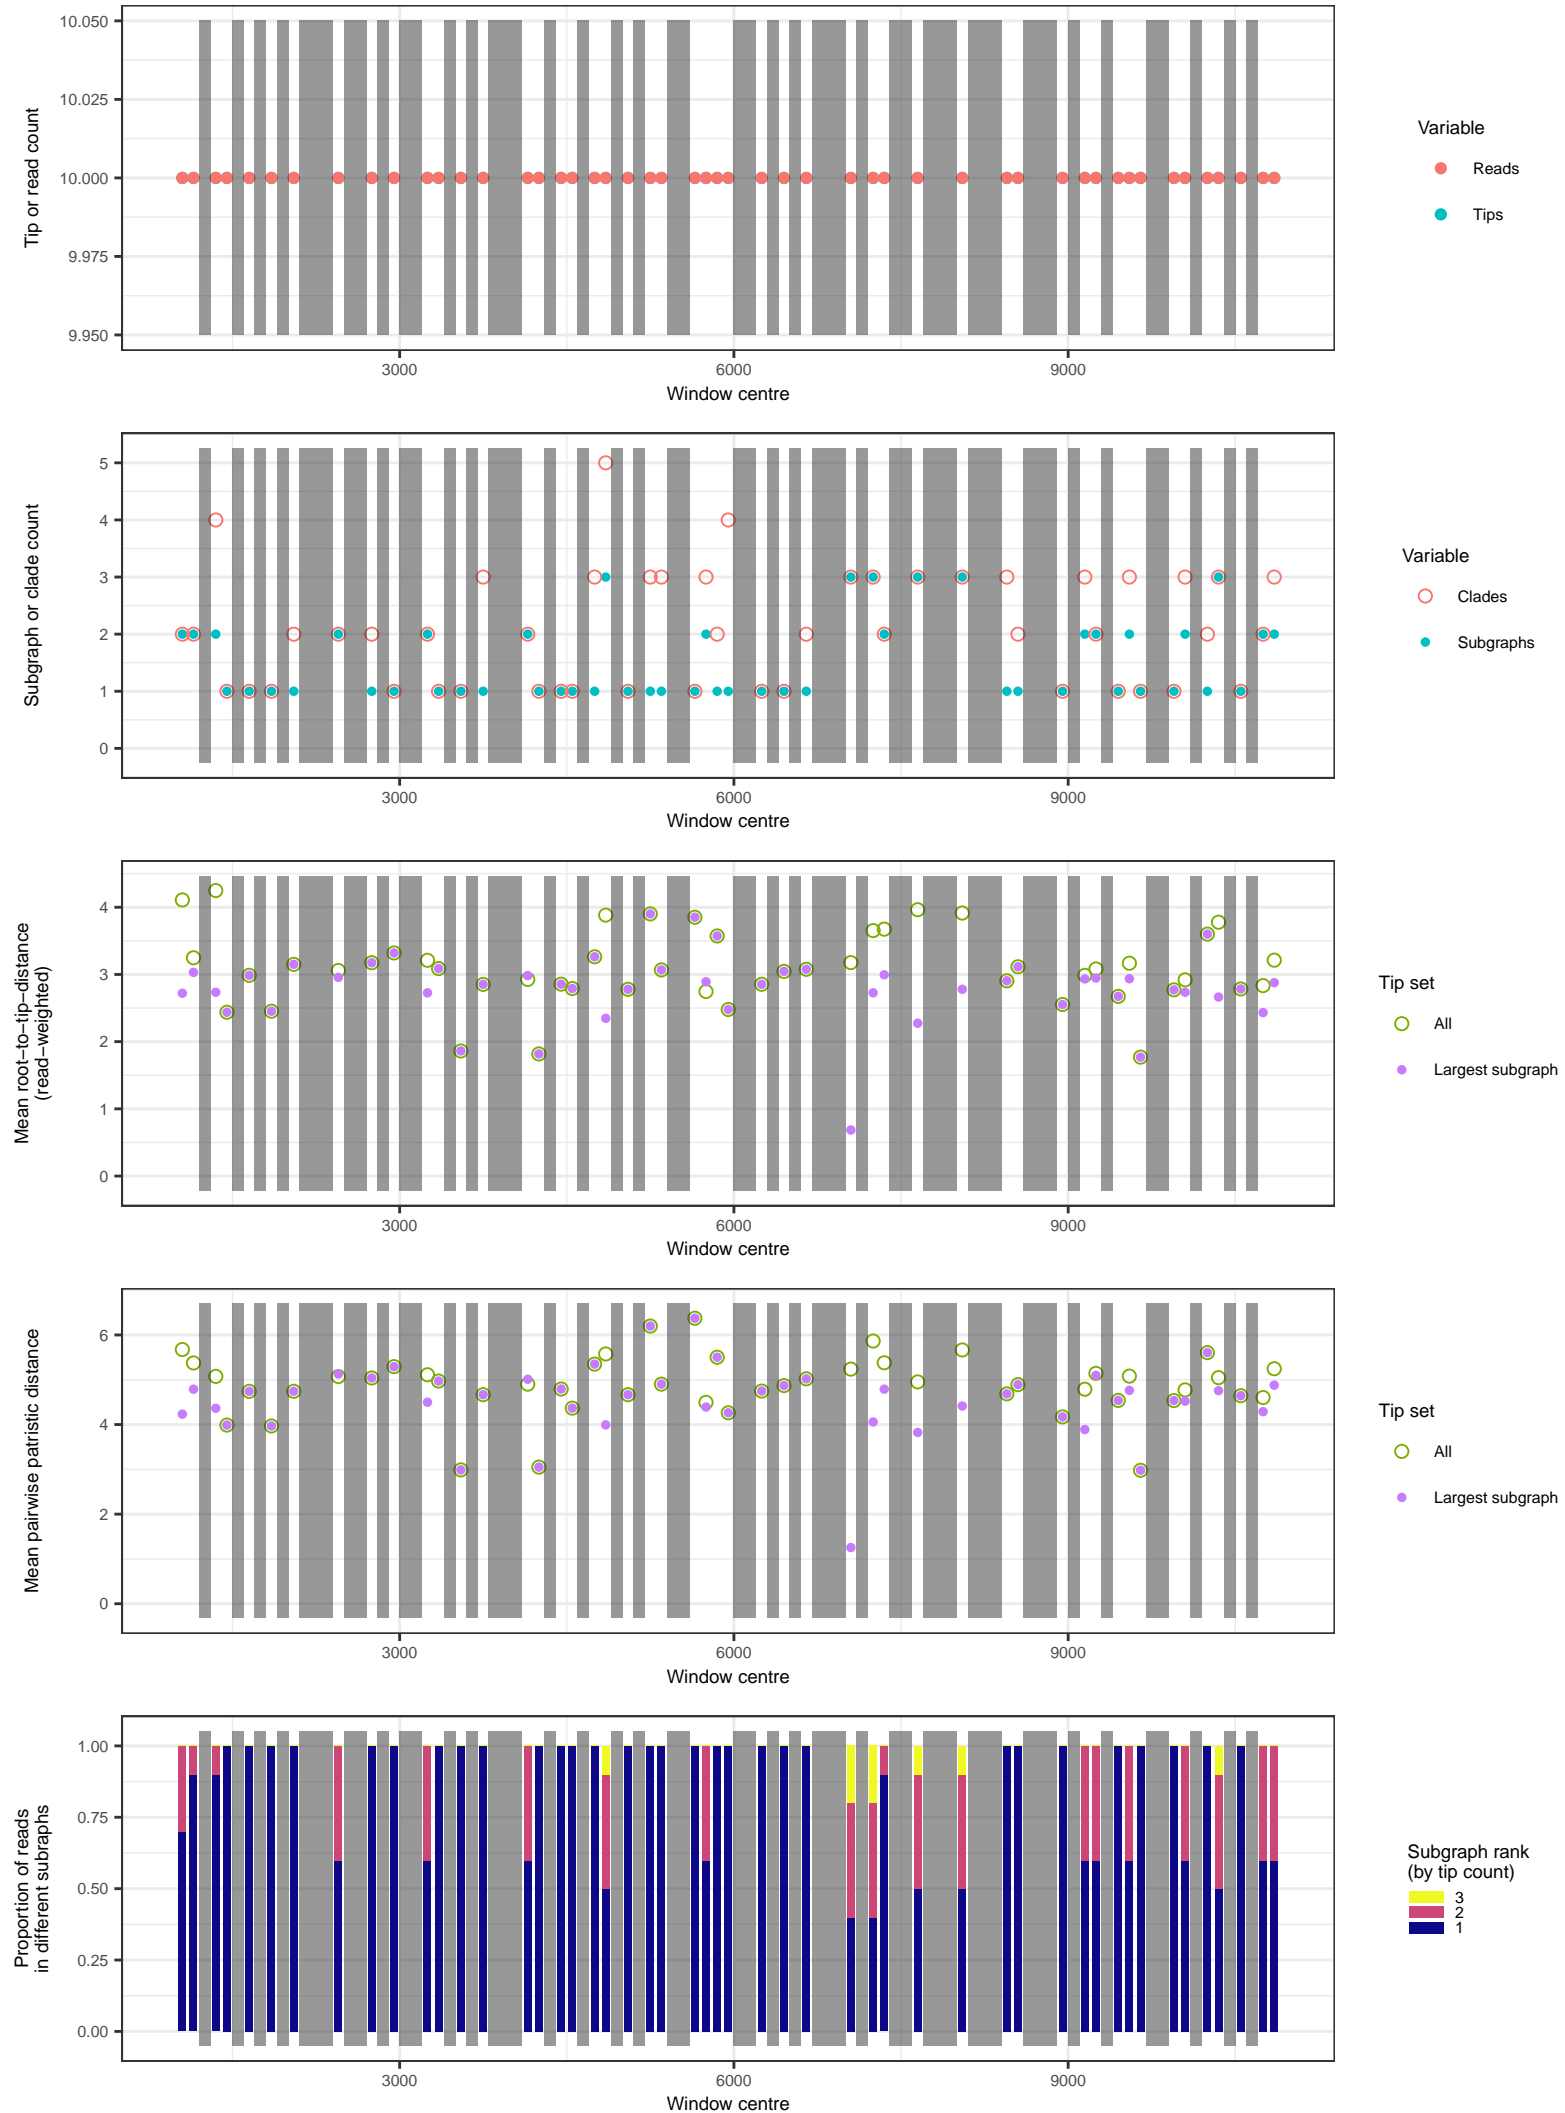 10.050
10.025
10.000
9.975
9.950
Tip or read count
3000
6000
9000
Window centre
Variable
Reads
Tips
5
4
3
2
1
0
Subgraph or clade count
3000
6000
9000
Window centre
Variable
Clades
Subgraphs
4
3
2
1
0
Mean root−to−tip−distance
(read−weighted)
3000
6000
9000
Window centre
Tip set
All
Largest subgraph
6
4
2
0
Mean pairwise patristic distance
3000
6000
9000
Window centre
Tip set
All
Largest subgraph
1.00
0.75
0.50
0.25
0.00
Proportion of reads
in different subraphs
3000
6000
9000
Window centre
Subgraph rank
(by tip count)
3
2
1